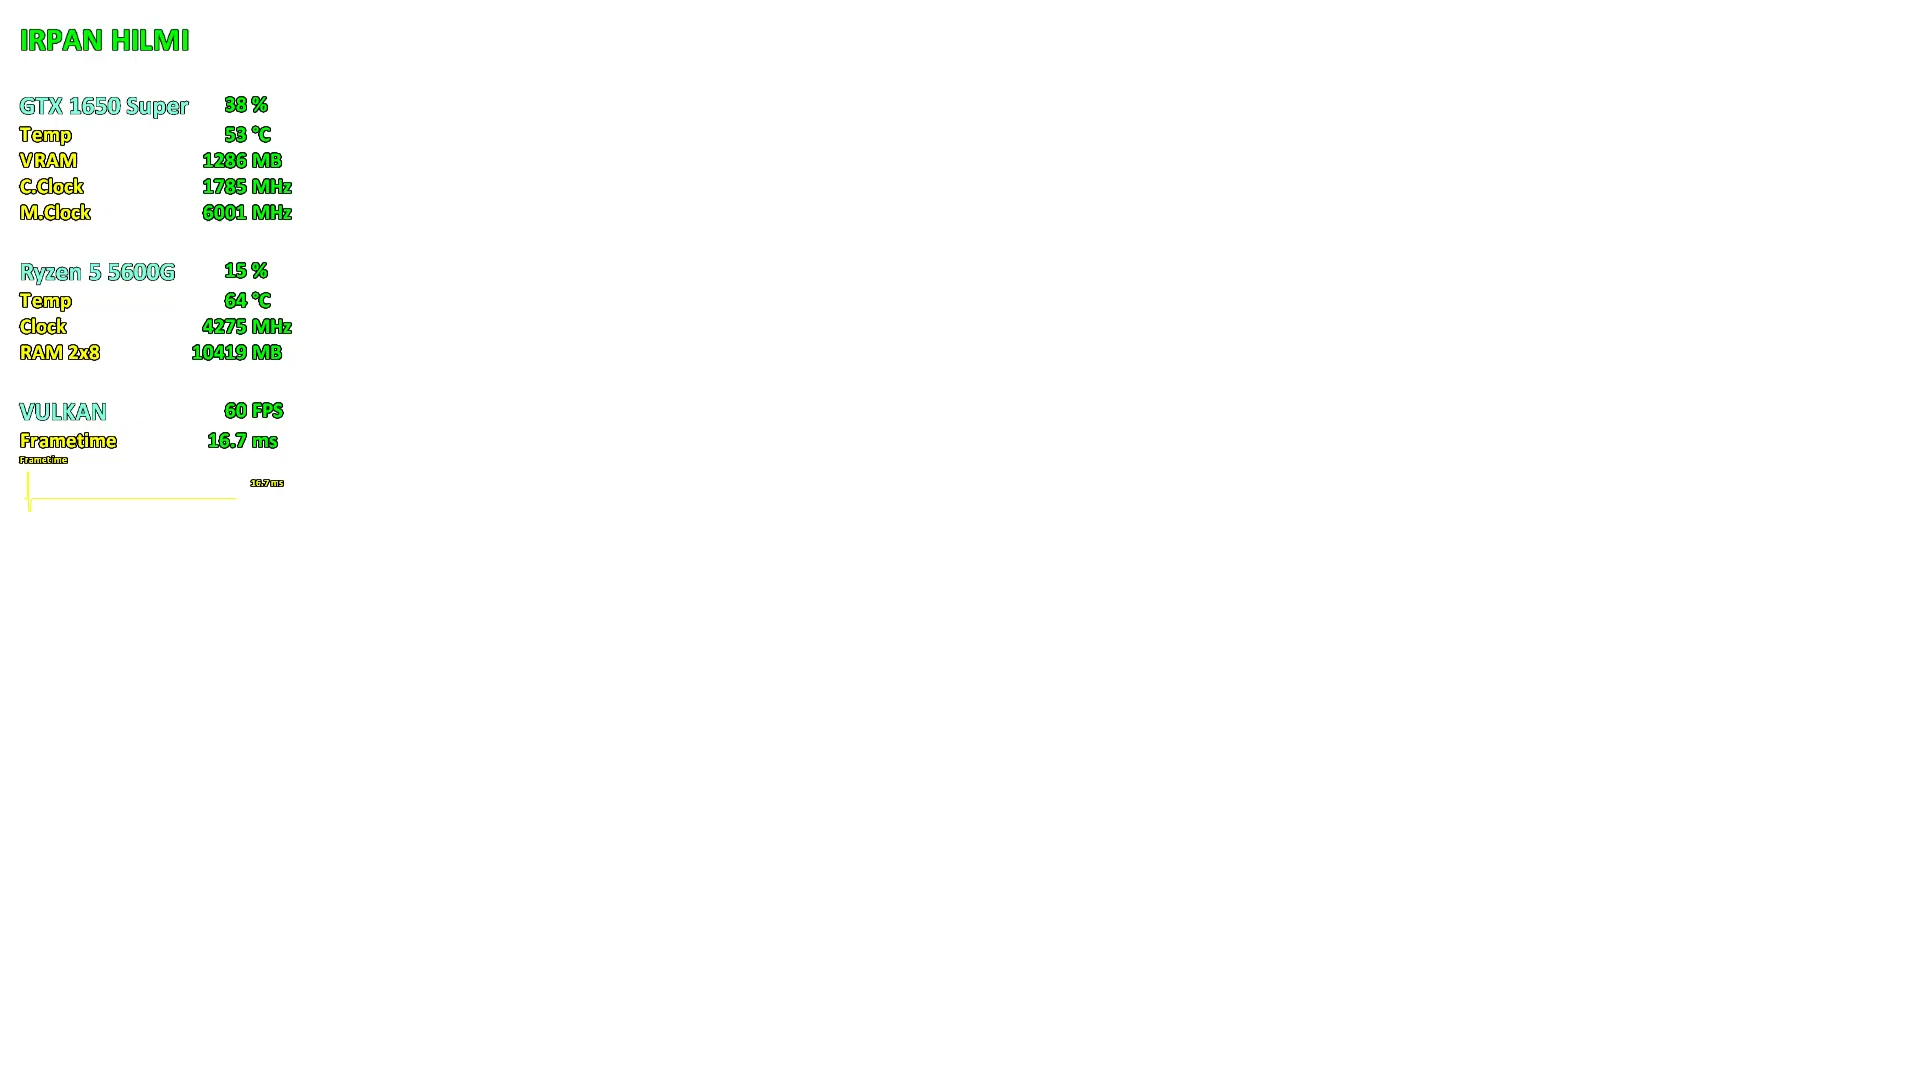 IRPAN HILMI
GTX 1650 Super 38 %
Temp 53 °C
VRAM 1286 MB
C.Clock 1785 MHz
M.Clock 6001 MHz
Ryzen 5 5600G 15 %
Temp 64 °C
Clock 4275 MHz
RAM 2x8 10419 MB
VULKAN 60 FPS
Frametime 16.7 ms
Frametime
16.7 ms